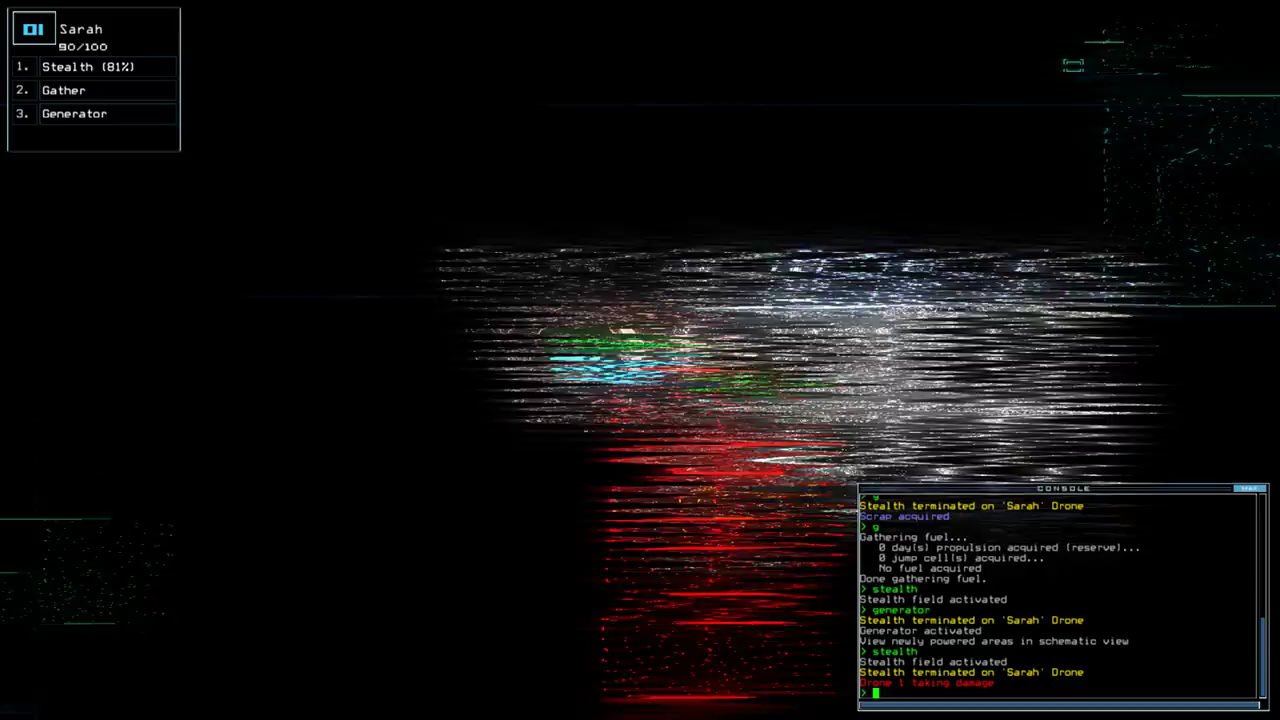 01 Sarah
90/100
1. Stealth (81%)
2. Gather
3. Generator
CONSOLE
MAX
> g
Stealth terminated on 'Sarah' Drone
Scrap acquired
> g
Gathering fuel...
0 day(s) propulsion acquired (reserve)...
0 jump cell(s) acquired...
No fuel acquired
Done gathering fuel.
> stealth
Stealth field activated
> generator
Stealth terminated on 'Sarah' Drone
Generator activated
View newly powered areas in schematic view
> stealth
Stealth field activated
Stealth terminated on 'Sarah' Drone
Drone 1 taking damage
>